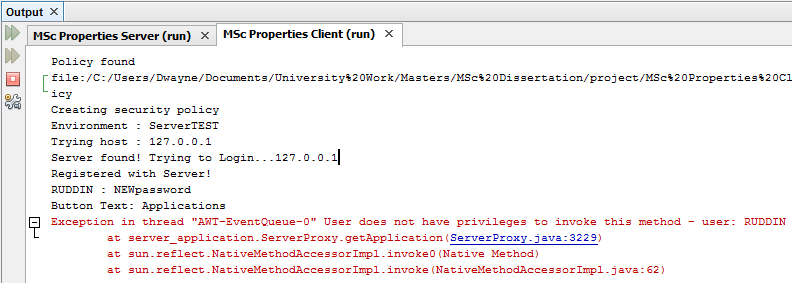 Output
MSc Properties Server (run)
MSc Properties Client (run)
Policy found
file:/C:/Users/Dwayne/Documents/University%20Work/Masters/MSc%20Dissertation/project/MSc%20Properties%20Cl
icy
Creating security policy
Environment : ServerTEST
Trying host : 127.0.0.1
Server found! Trying to Login...127.0.0.1
Registered with Server!
RUDDIN : NEWpassword
Button Text: Applications
Exception in thread "AWT-EventQueue-0" User does not have privileges to invoke this method - user: RUDDIN
at server_application.ServerProxy.getApplication(ServerProxy.java:3229)
at sun.reflect.NativeMethodAccessorImpl.invoke0(Native Method)
at sun.reflect.NativeMethodAccessorImpl.invoke(NativeMethodAccessorImpl.java:62)